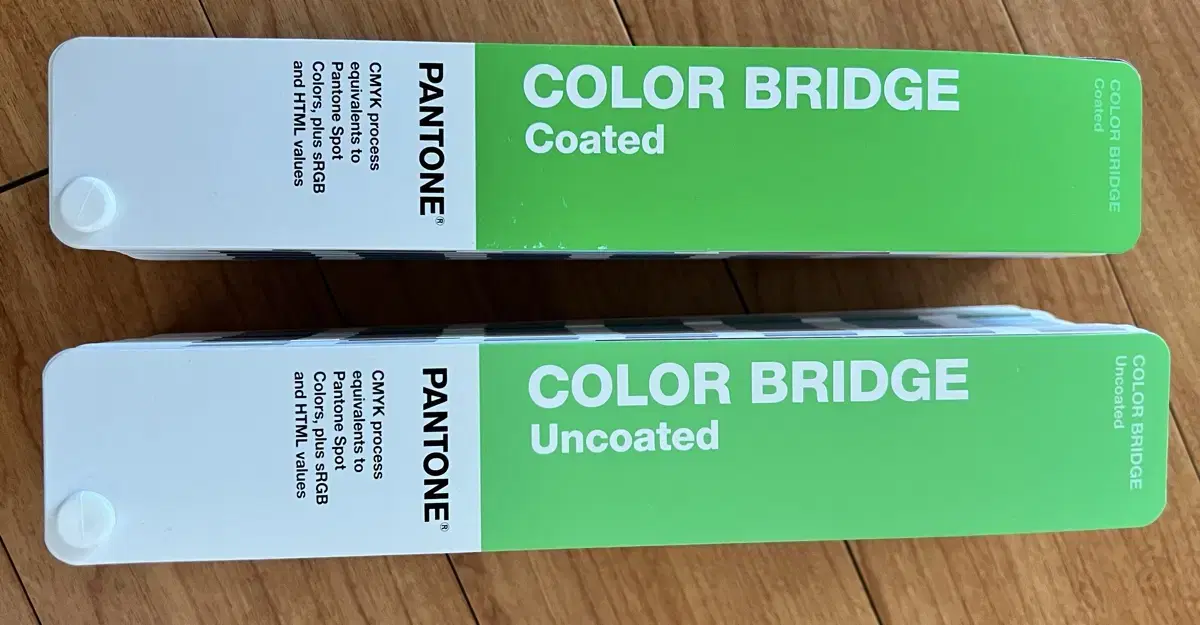 CMYK process
equivalents to
Pantone Spot
Colors, plus sRGB
and HTML values
PANTONE®
COLOR BRIDGE
Coated
COLOR BRIDGE
Coated
CMYK process
equivalents to
Pantone Spot
Colors, plus sRGB
and HTML values
PANTONE®
COLOR BRIDGE
Uncoated
COLOR BRIDGE
Uncoated